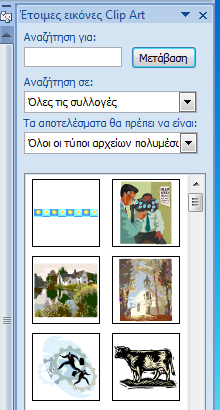 Έτοιμες εικόνες Clip Art
Αναζήτηση για:
Μετάβαση
Αναζήτηση σε:
Όλες τις συλλογές
Τα αποτελέσματα θα πρέπει να είναι:
Όλοι οι τύποι αρχείων πολυμέσω